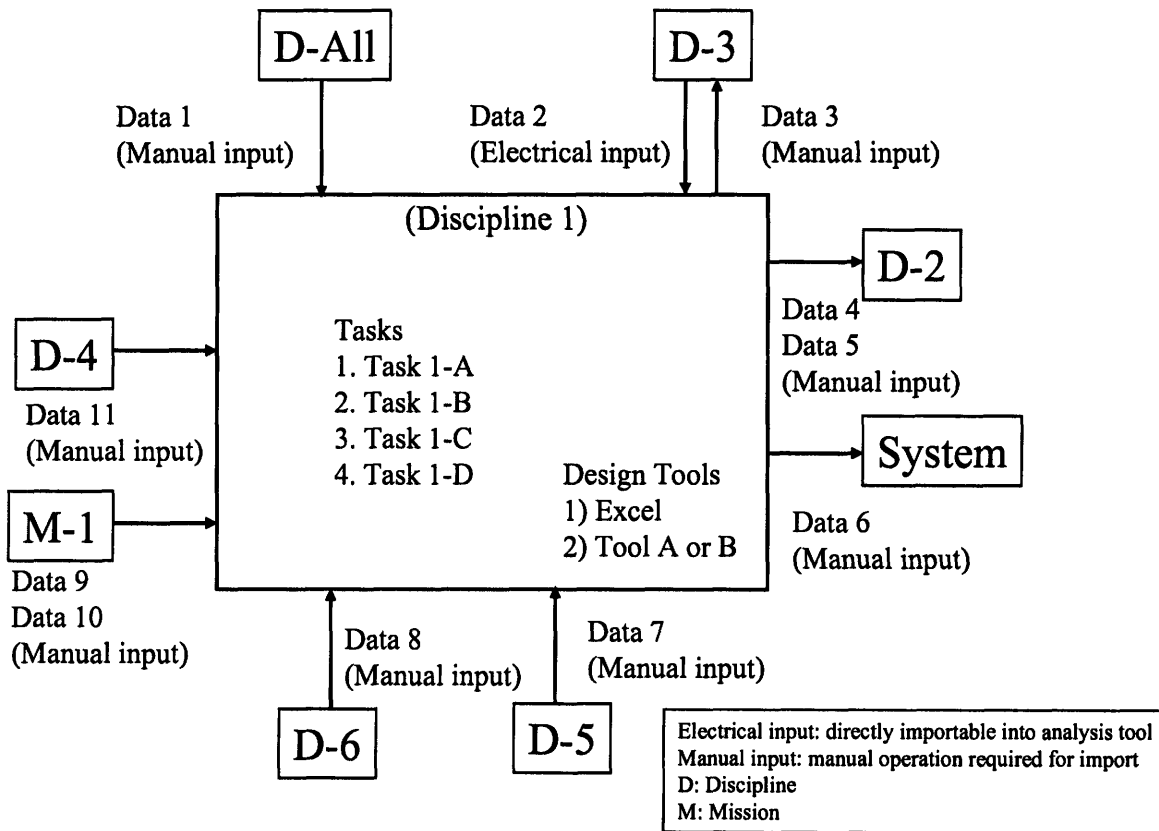 D-All
D-3
Data 1
(Manual input)
Data 2
(Electrical input)
Data 3
(Manual input)
(Discipline 1)
D-2
Data 4
Data 5
(Manual input)
D-4
Data 11
(Manual input)
Tasks
1. Task 1-A
2. Task 1-B
3. Task 1-C
4. Task 1-D
System
Data 6
(Manual input)
Design Tools
1) Excel
2) Tool A or B
M-1
Data 9
Data 10
(Manual input)
Data 8
(Manual input)
Data 7
(Manual input)
D-6
D-5
Electrical input: directly importable into analysis tool
Manual input: manual operation required for import
D: Discipline
M: Mission